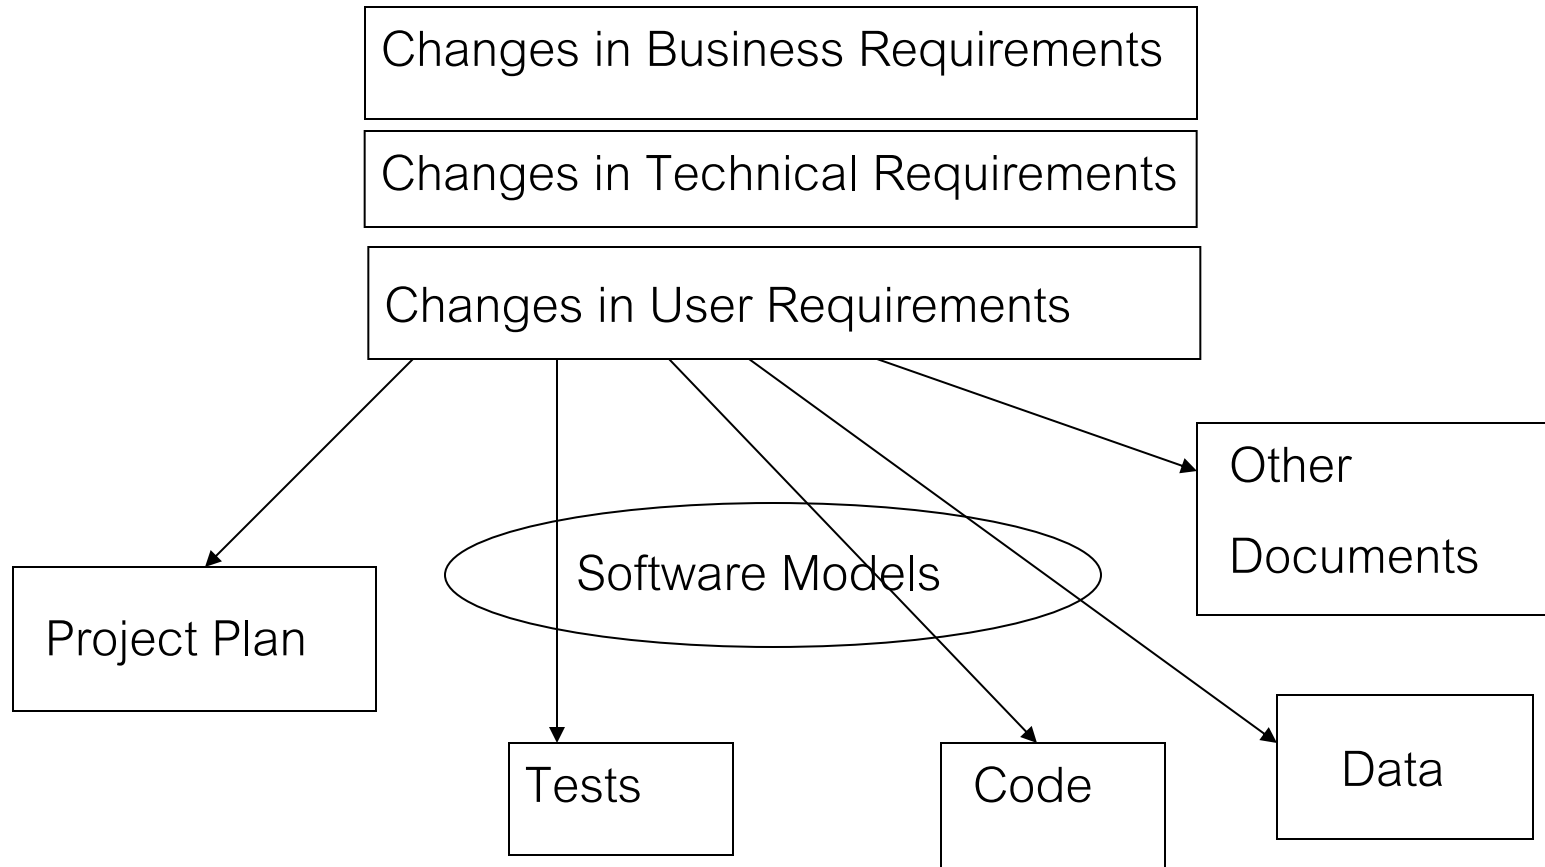 Changes in Business Requirements
Changes in Technical Requirements
Changes in User Requirements
Other
Documents
Software Models
Project Plan
Tests
Code
Data